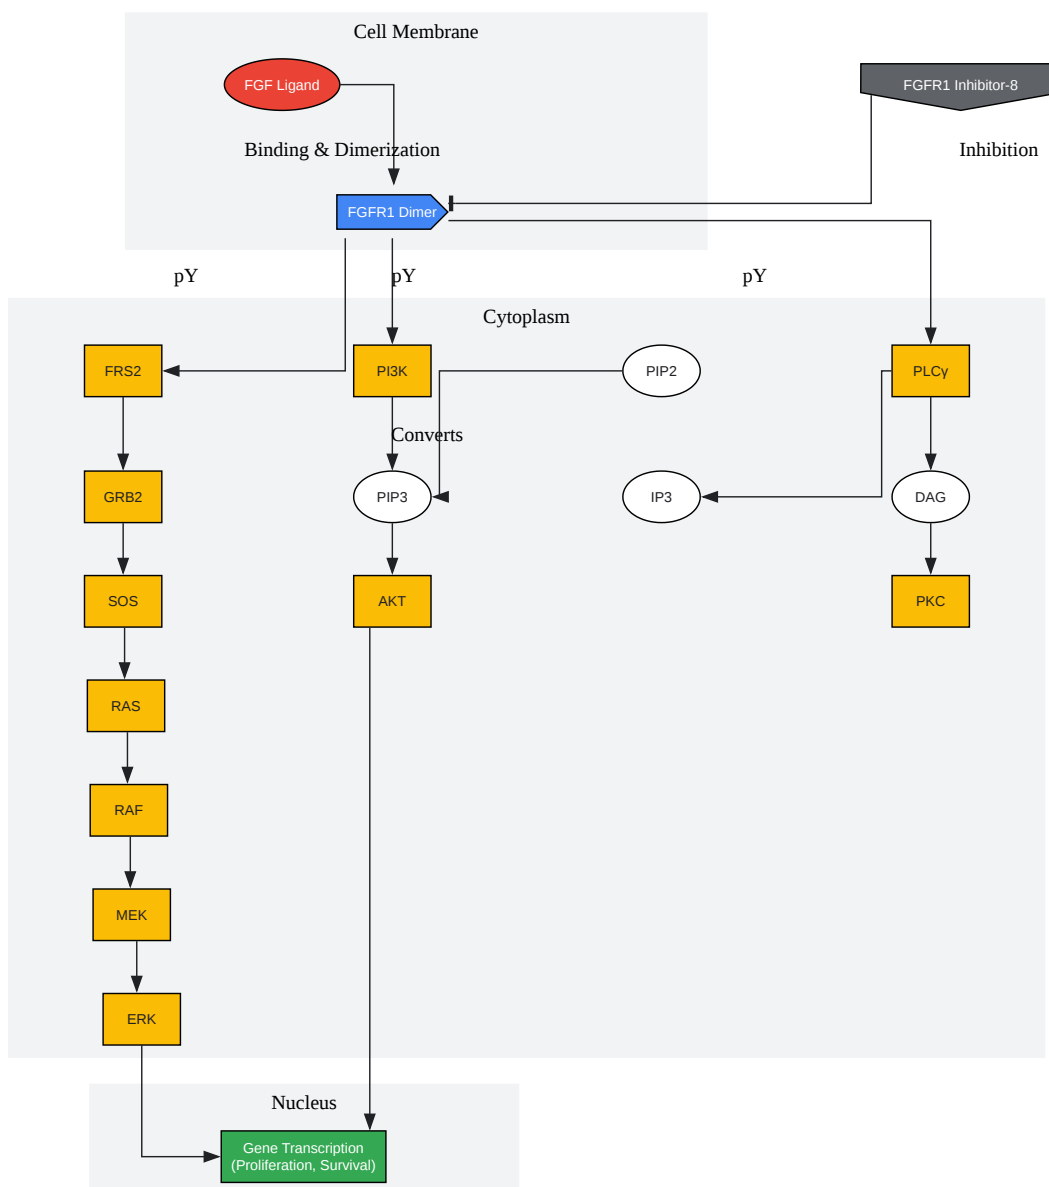 Cell Membrane
FGF Ligand
FGFR1 Inhibitor-8
Binding & Dimerization
Inhibition
FGFR1 Dimer
pY
pY
pY
Cytoplasm
FRS2
PI3K
PIP2
PLCγ
Converts
GRB2
PIP3
IP3
DAG
SOS
AKT
PKC
RAS
RAF
MEK
ERK
Nucleus
Gene Transcription
(Proliferation, Survival)